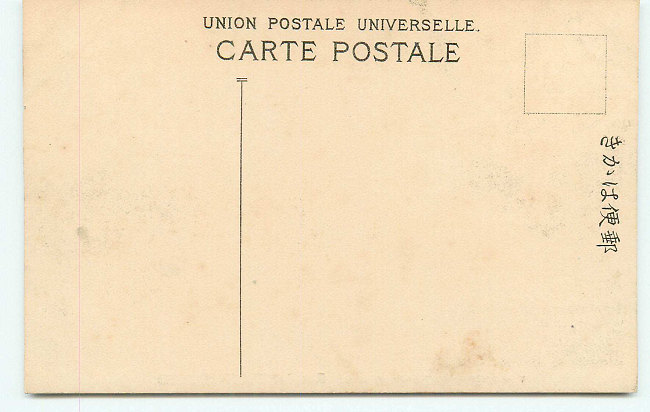 UNION POSTALE UNIVERSELLE.
CARTE POSTALE
郵便はかき